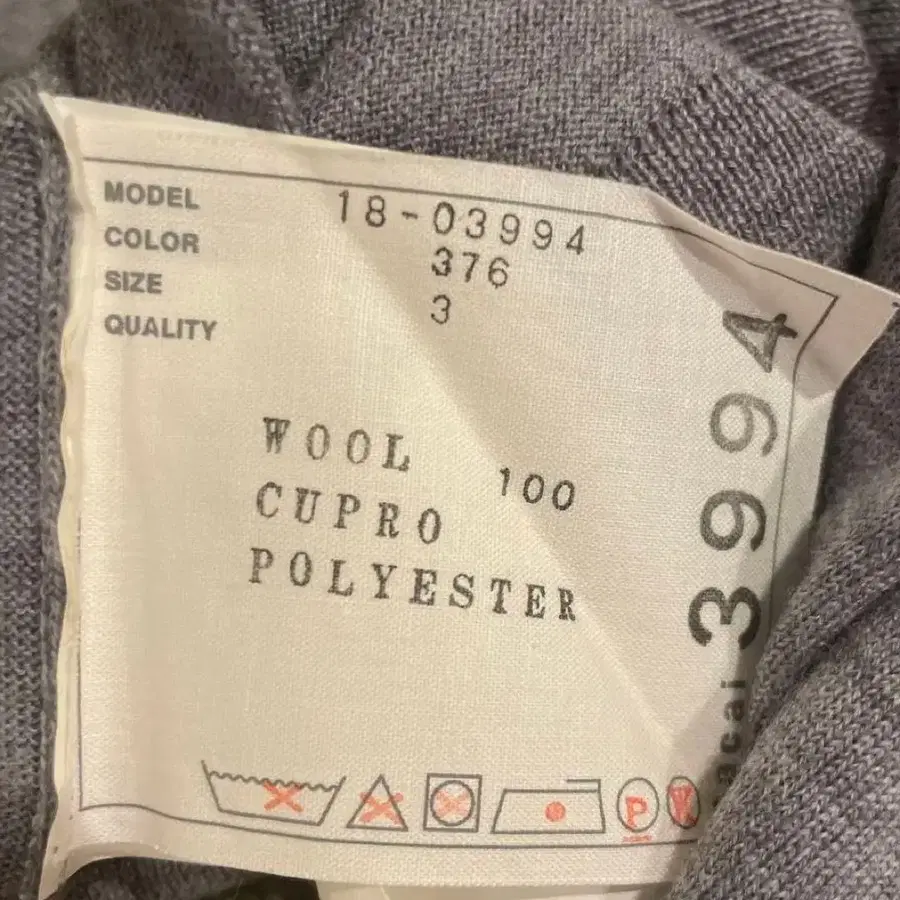 MODEL 18-03994
COLOR 376
SIZE 3
QUALITY
WOOL 100
CUPRO
POLYESTER
3994
P
W